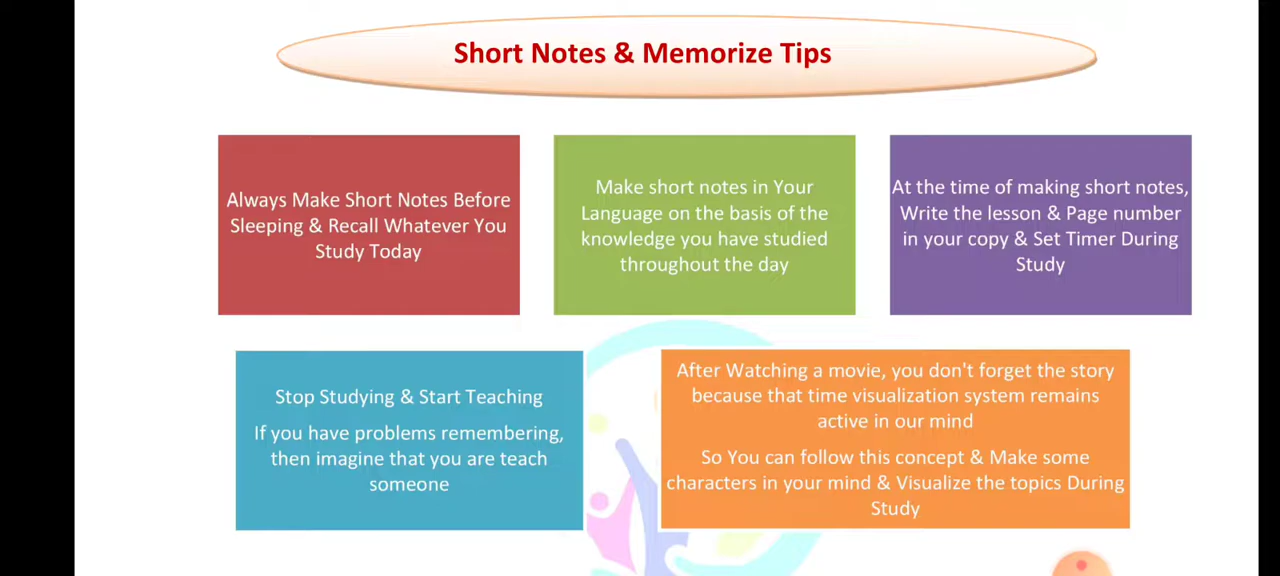 Short Notes & Memorize Tips
Always Make Short Notes Before
Sleeping & Recall Whatever You
Study Today
Make short notes in Your
Language on the basis of the
knowledge you have studied
throughout the day
At the time of making short notes,
Write the lesson & Page number
in your copy & Set Timer During
Study
Stop Studying & Start Teaching
If you have problems remembering,
then imagine that you are teach
someone
After Watching a movie, you don't forget the story
because that time visualization system remains
active in our mind
So You can follow this concept & Make some
characters in your mind & Visualize the topics During
Study